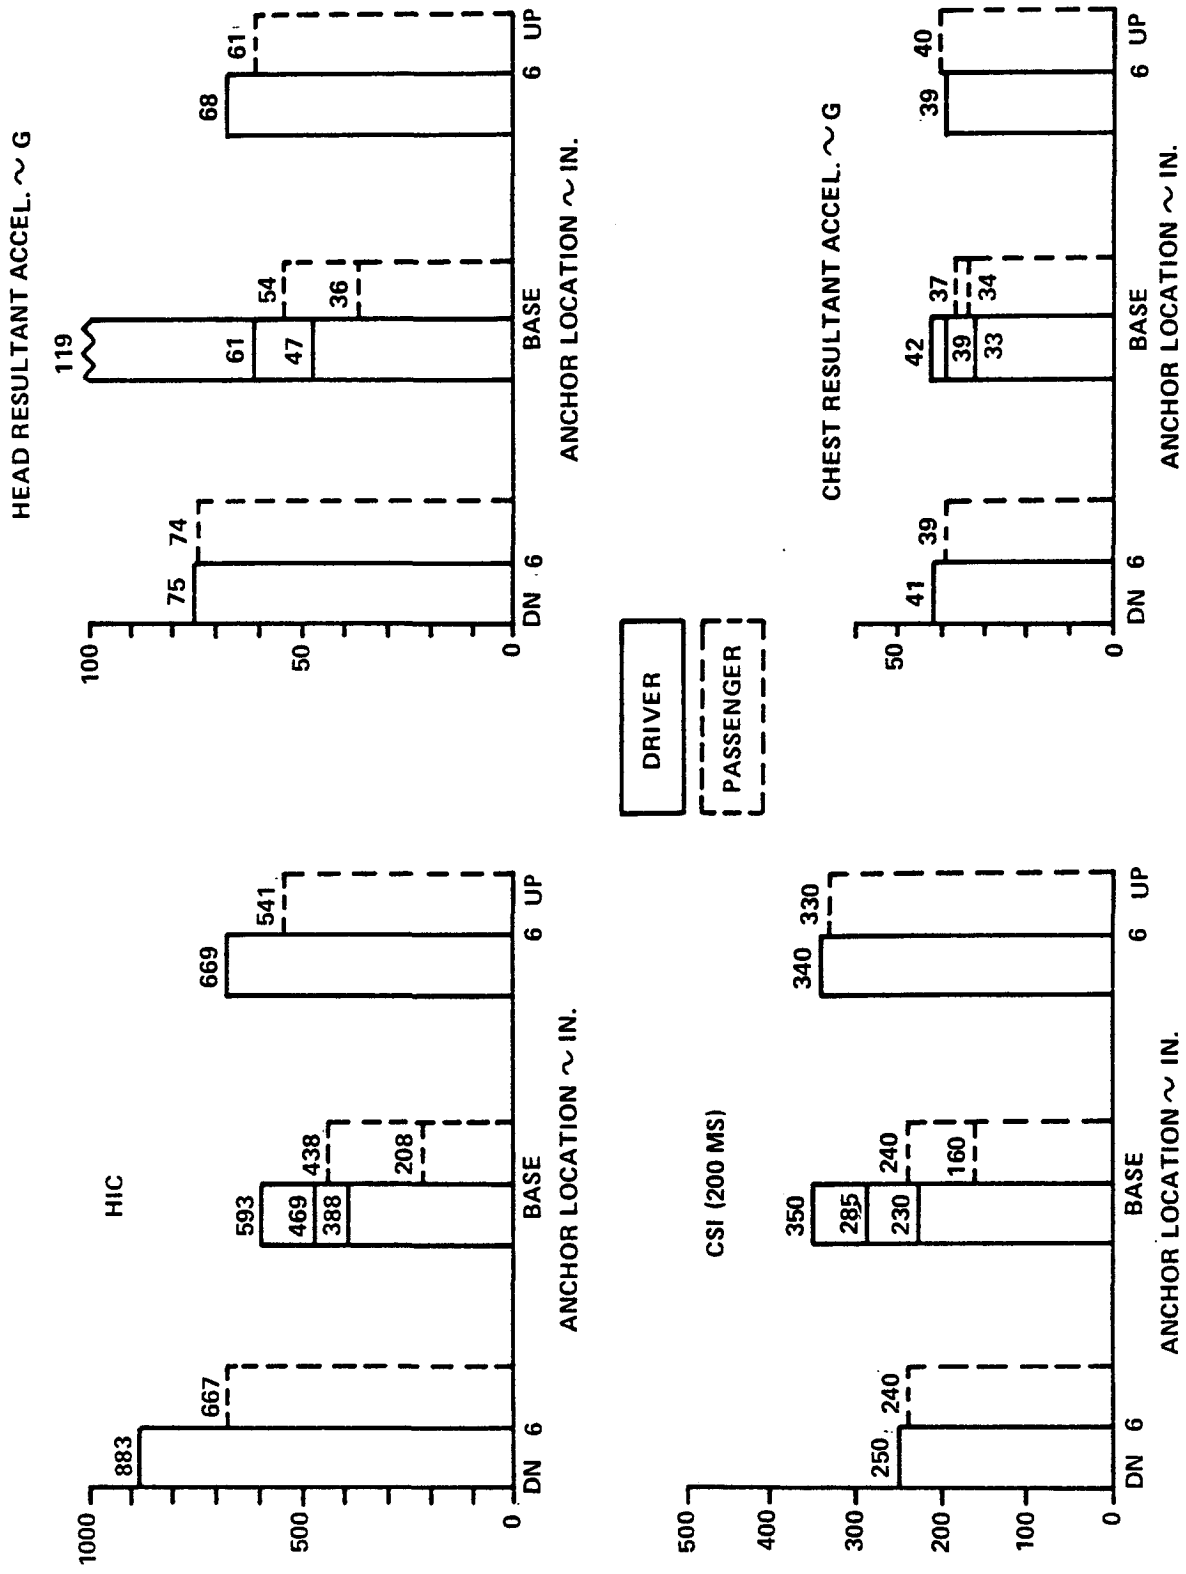 HIC
1000
500
0
883
667
593
469
388
438
208
669
541
DN 6
BASE
6 UP
ANCHOR LOCATION ~ IN.
HEAD RESULTANT ACCEL. ~ G
100
50
0
75
74
119
61
47
54
36
68
61
DN 6
BASE
6 UP
ANCHOR LOCATION ~ IN.
CSI (200 MS)
500
400
300
200
100
0
250
240
350
285
230
240
160
340
330
DN 6
BASE
6 UP
ANCHOR LOCATION ~ IN.
DRIVER
PASSENGER
CHEST RESULTANT ACCEL. ~ G
50
0
41
39
42
39
33
37
34
39
40
DN 6
BASE
6 UP
ANCHOR LOCATION ~ IN.